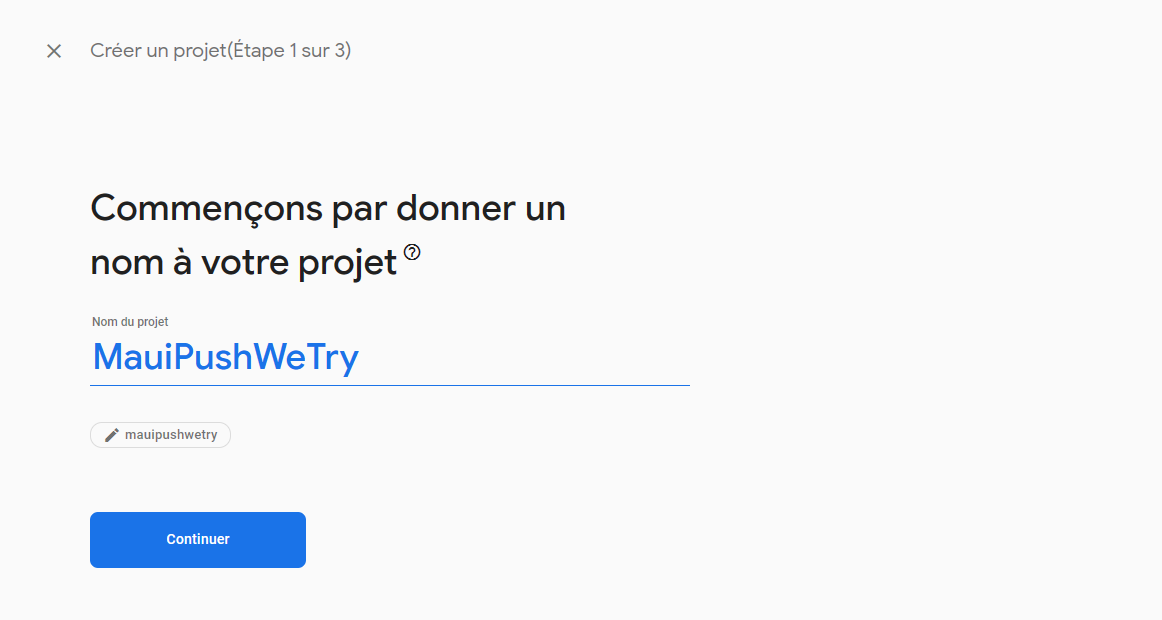 Créer un projet(Étape 1 sur 3)
Commençons par donner un
nom à votre projet
Nom du projet
MauiPushWeTry
mauipushwetry
Continuer